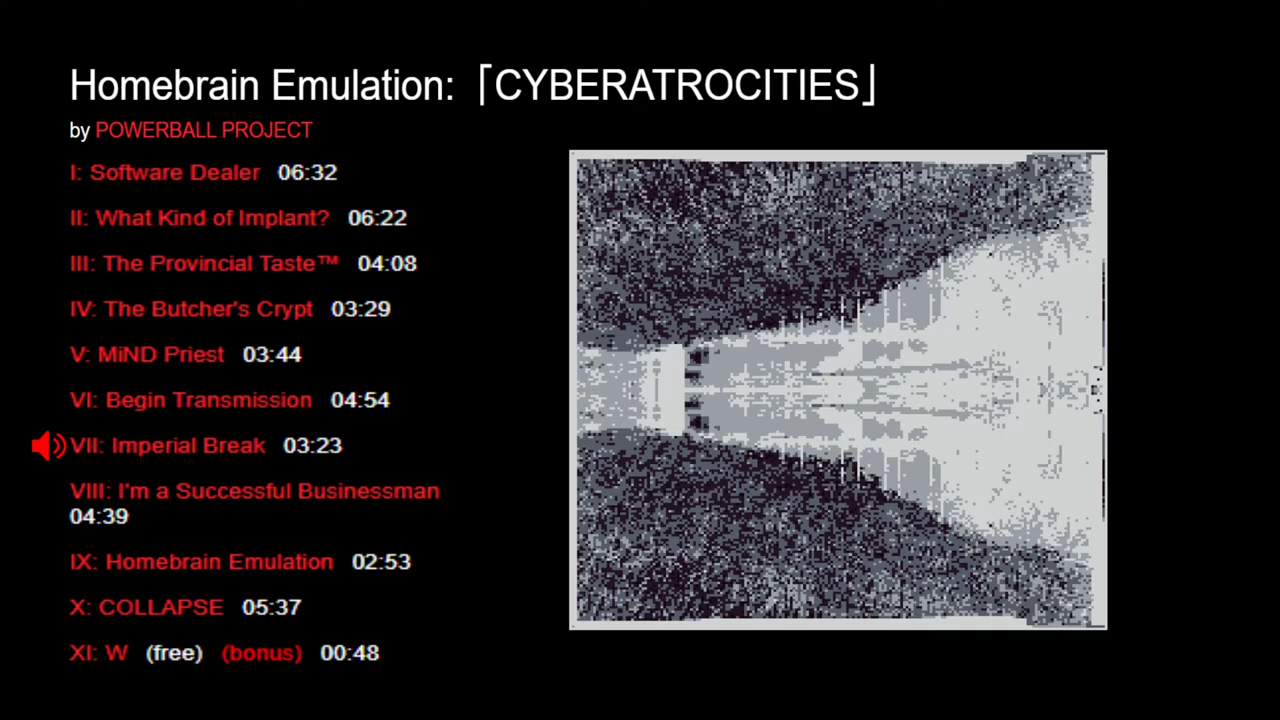 Homebrain Emulation: ⌈CYBERATROCITIES⌋
by POWERBALL PROJECT
I: Software Dealer 06:32
II: What Kind of Implant? 06:22
III: The Provincial Taste™ 04:08
IV: The Butcher's Crypt 03:29
V: MiND Priest 03:44
VI: Begin Transmission 04:54
VII: Imperial Break 03:23
VIII: I'm a Successful Businessman
04:39
IX: Homebrain Emulation 02:53
X: COLLAPSE 05:37
XI: W (free) (bonus) 00:48